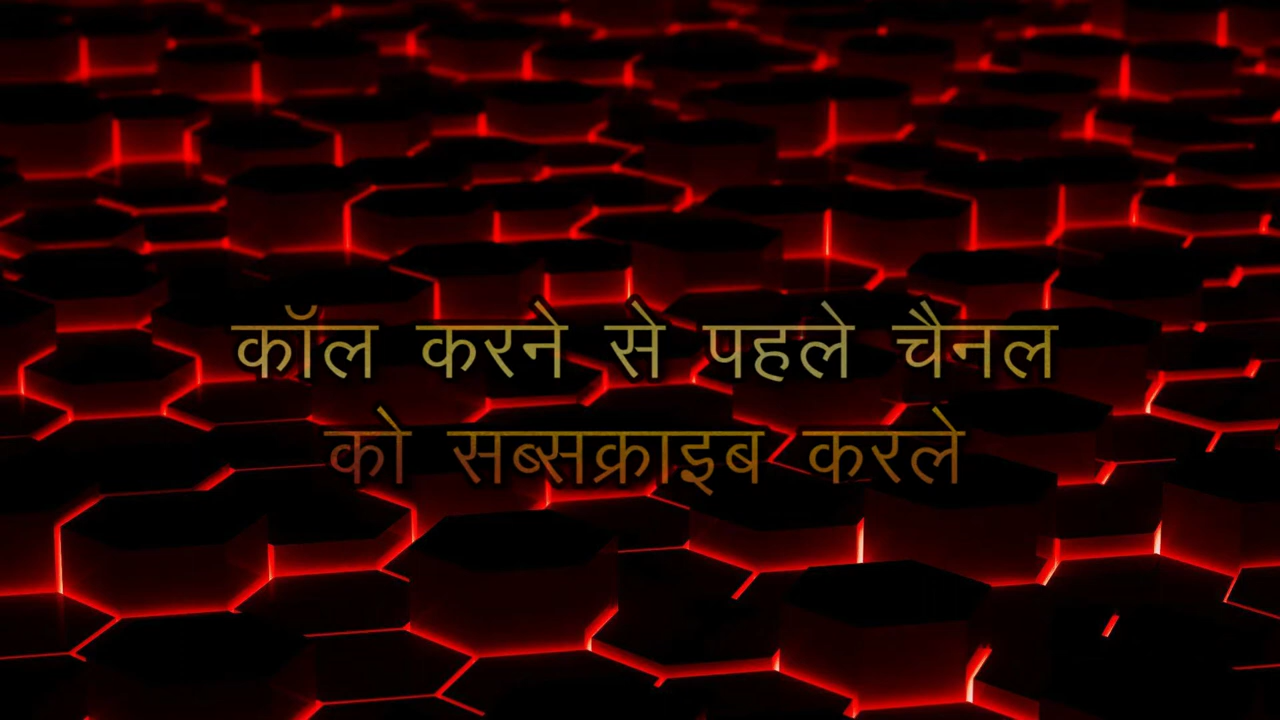 कॉल करने से पहले चैनल
को सब्सक्राइब करले